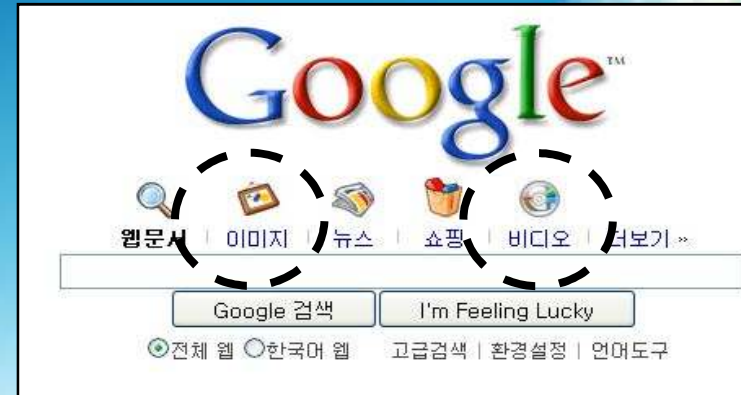 Google™
웹문서 | 이미지 | 뉴스 | 쇼핑 | 비디오 | 더보기 »
Google 검색 I'm Feeling Lucky
전체 웹 한국어 웹 고급검색 | 환경설정 | 언어도구